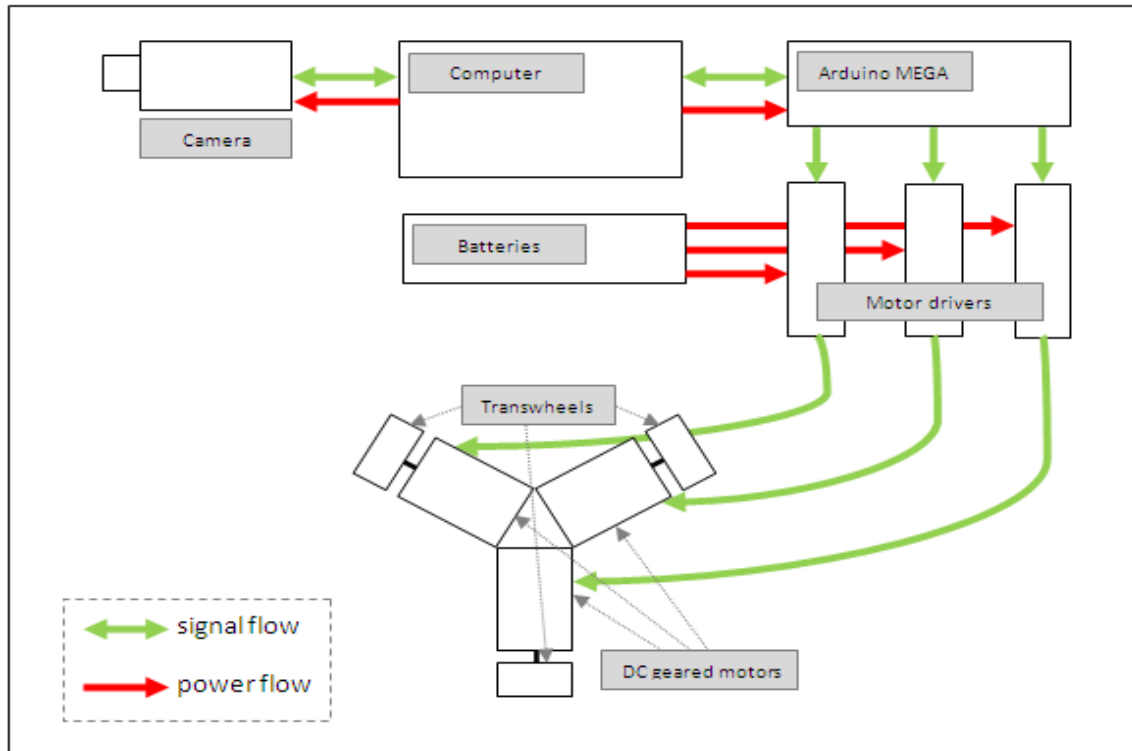 Computer
Arduino MEGA
Camera
Batteries
Motor drivers
Transwheels
signal flow
power flow
DC geared motors